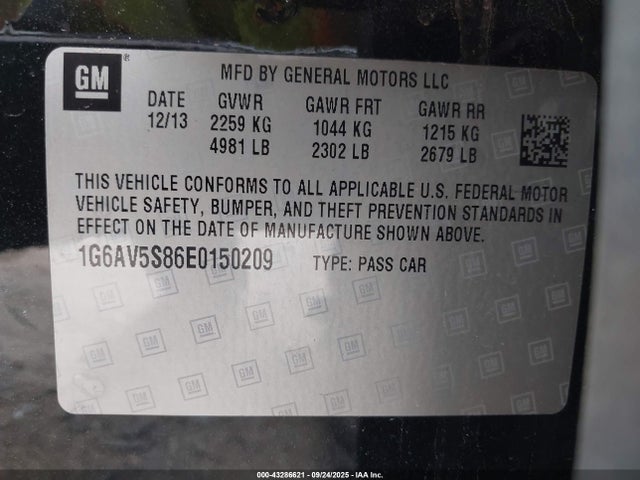 GM
MFD BY GENERAL MOTORS LLC
DATE GVWR GAWR FRT GAWR RR
12/13 2259 KG 1044 KG 1215 KG
4981 LB 2302 LB 2679 LB
THIS VEHICLE CONFORMS TO ALL APPLICABLE U.S. FEDERAL MOTOR
VEHICLE SAFETY, BUMPER, AND THEFT PREVENTION STANDARDS IN
EFFECT ON THE DATE OF MANUFACTURE SHOWN ABOVE.
1G6AV5S86E0150209 TYPE: PASS CAR
000-43286621 - 09/24/2025 - IAA Inc.